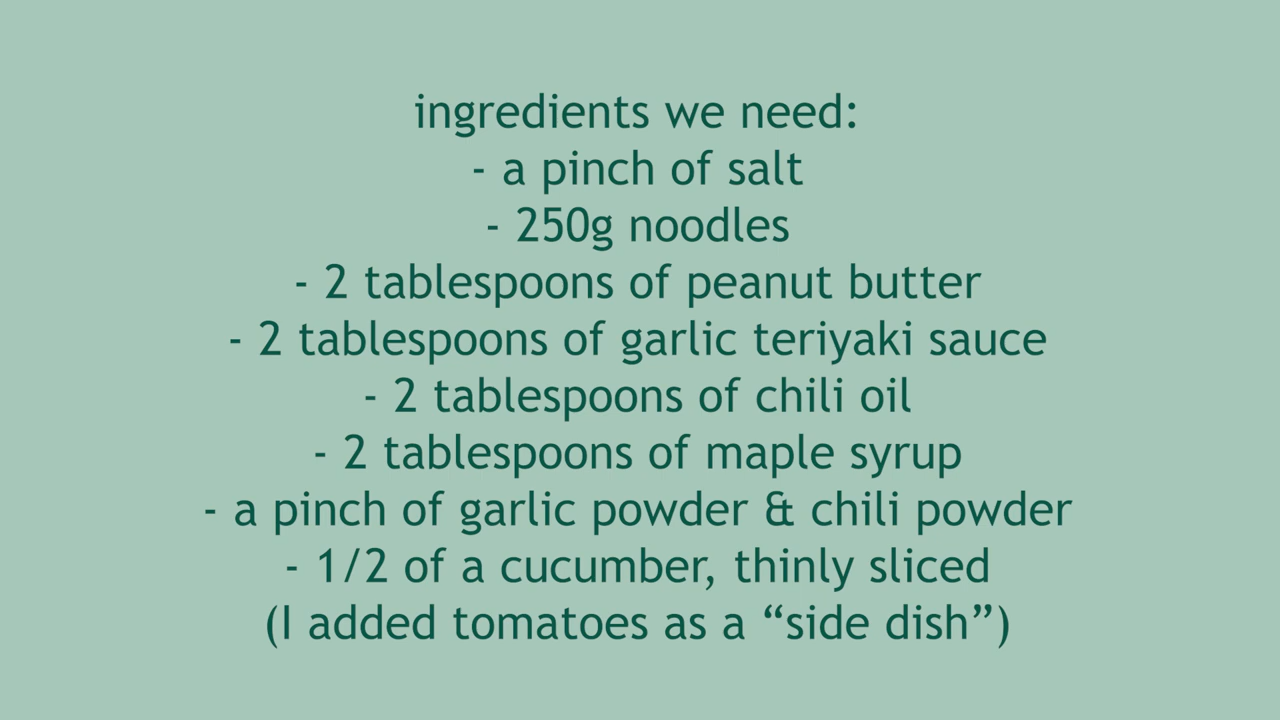 ingredients we need:
- a pinch of salt
- 250g noodles
- 2 tablespoons of peanut butter
- 2 tablespoons of garlic teriyaki sauce
- 2 tablespoons of chili oil
- 2 tablespoons of maple syrup
- a pinch of garlic powder & chili powder
- 1/2 of a cucumber, thinly sliced
(I added tomatoes as a “side dish”)